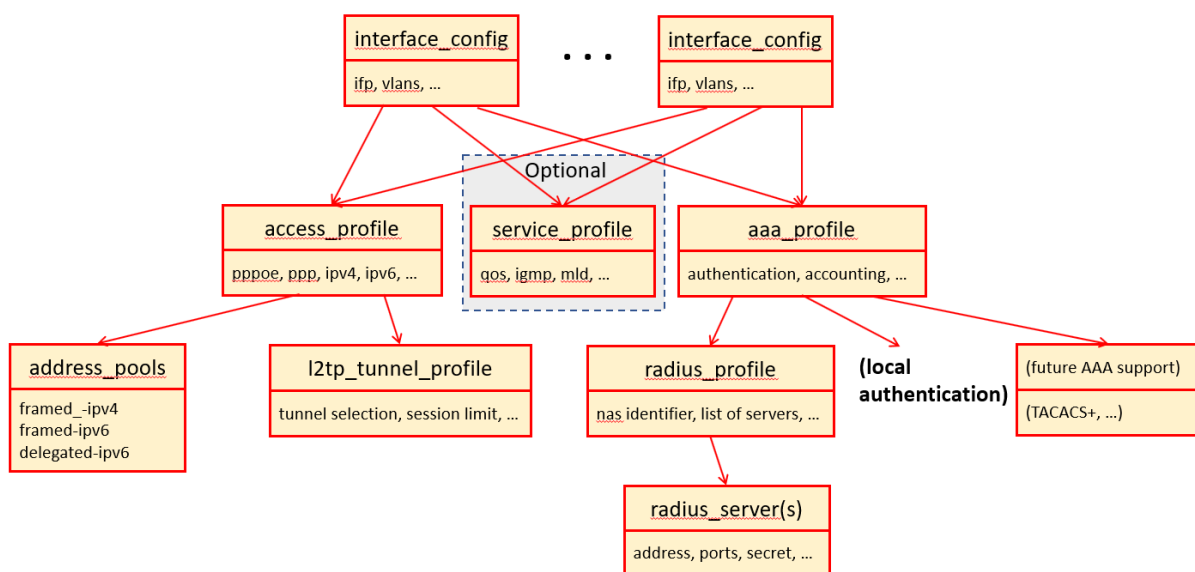 interface_config
ifp, vlans, ...
. . .
interface_config
ifp, vlans, ...
Optional
access_profile
pppoe, ppp, ipv4, ipv6, ...
service_profile
qos, igmp, mld, ...
aaa_profile
authentication, accounting, ...
address_pools
framed_-ipv4
framed-ipv6
delegated-ipv6
l2tp_tunnel_profile
tunnel selection, session limit, ...
radius_profile
nas identifier, list of servers, ...
(local
authentication)
(future AAA support)
(TACACS+, ...)
radius_server(s)
address, ports, secret, ...